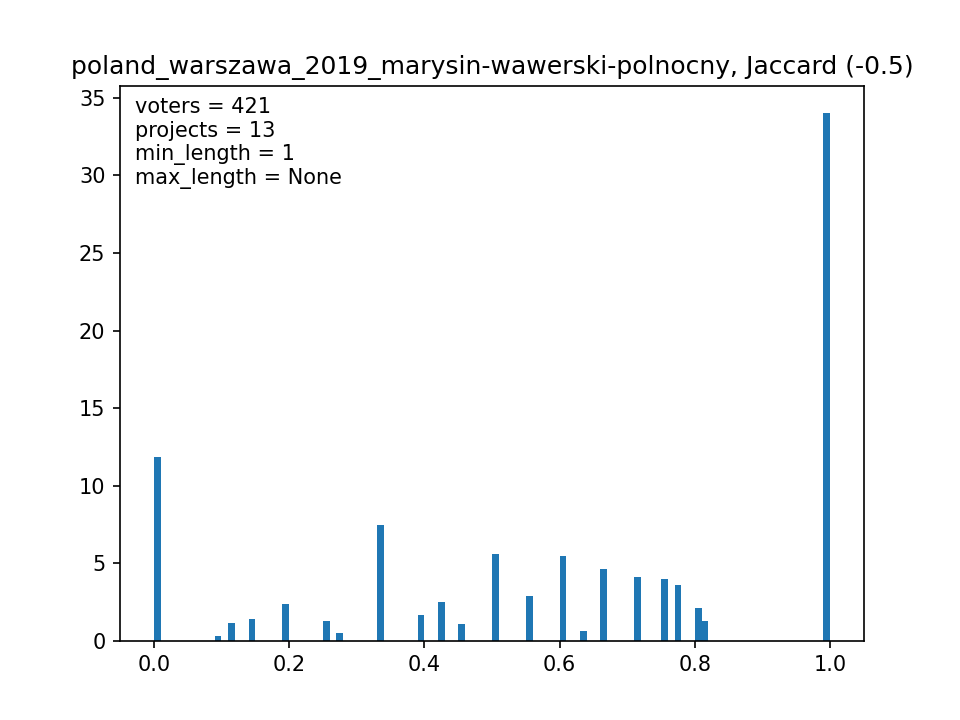 poland_warszawa_2019_marysin-wawerski-polnocny, Jaccard (-0.5)
voters = 421
projects = 13
min_length = 1
max_length = None
35
30
25
20
15
10
5
0
0.0 0.2 0.4 0.6 0.8 1.0